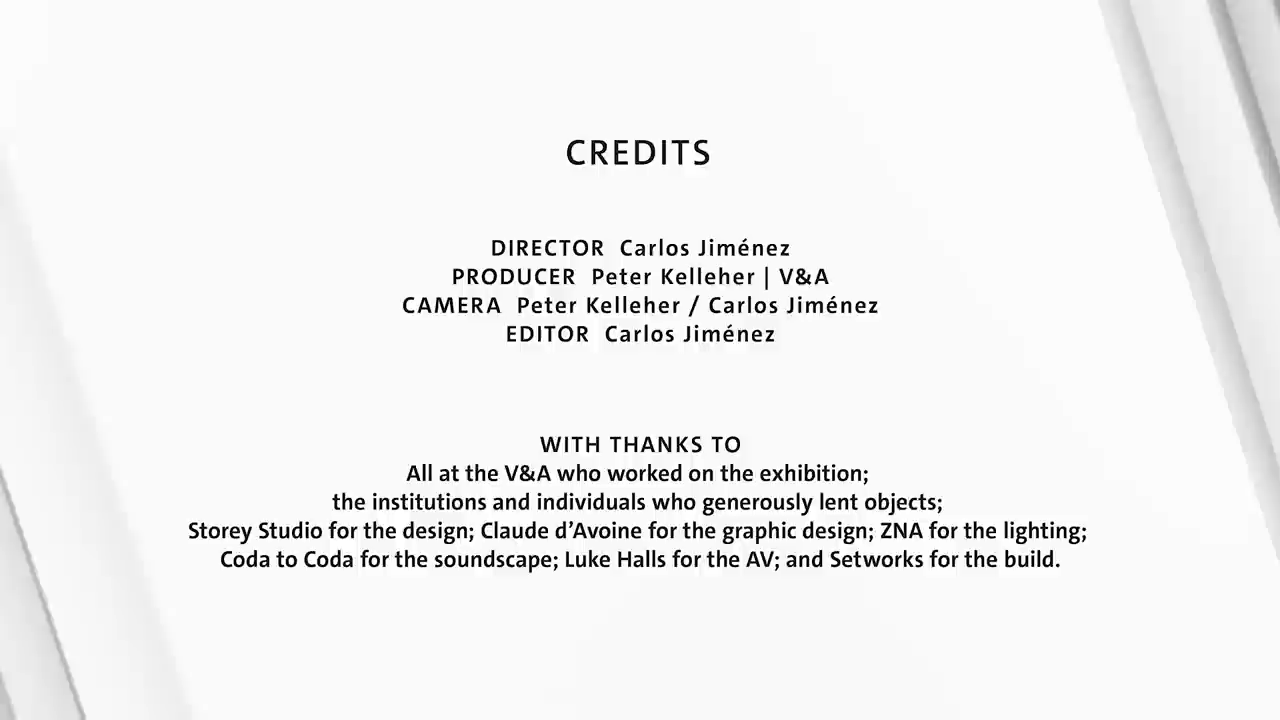 CREDITS
DIRECTOR Carlos Jiménez
PRODUCER Peter Kelleher | V&A
CAMERA Peter Kelleher / Carlos Jiménez
EDITOR Carlos Jiménez
WITH THANKS TO
All at the V&A who worked on the exhibition;
the institutions and individuals who generously lent objects;
Storey Studio for the design; Claude d’Avoine for the graphic design; ZNA for the lighting;
Coda to Coda for the soundscape; Luke Halls for the AV; and Setworks for the build.